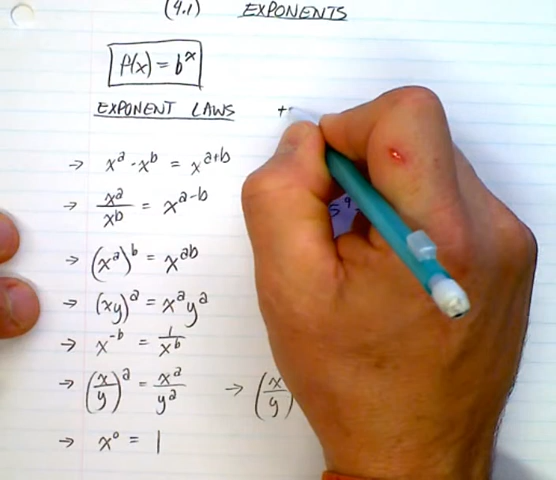 (4.1) EXPONENTS
f(x) = b^x
EXPONENT LAWS
→ x^a · x^b = x^(a+b)
→ x^a / x^b = x^(a-b)
→ (x^a)^b = x^(ab)
→ (xy)^a = x^a y^a
→ x^(-b) = 1 / x^b
→ (x/y)^a = x^a / y^a → (x/y)
→ x^0 = 1